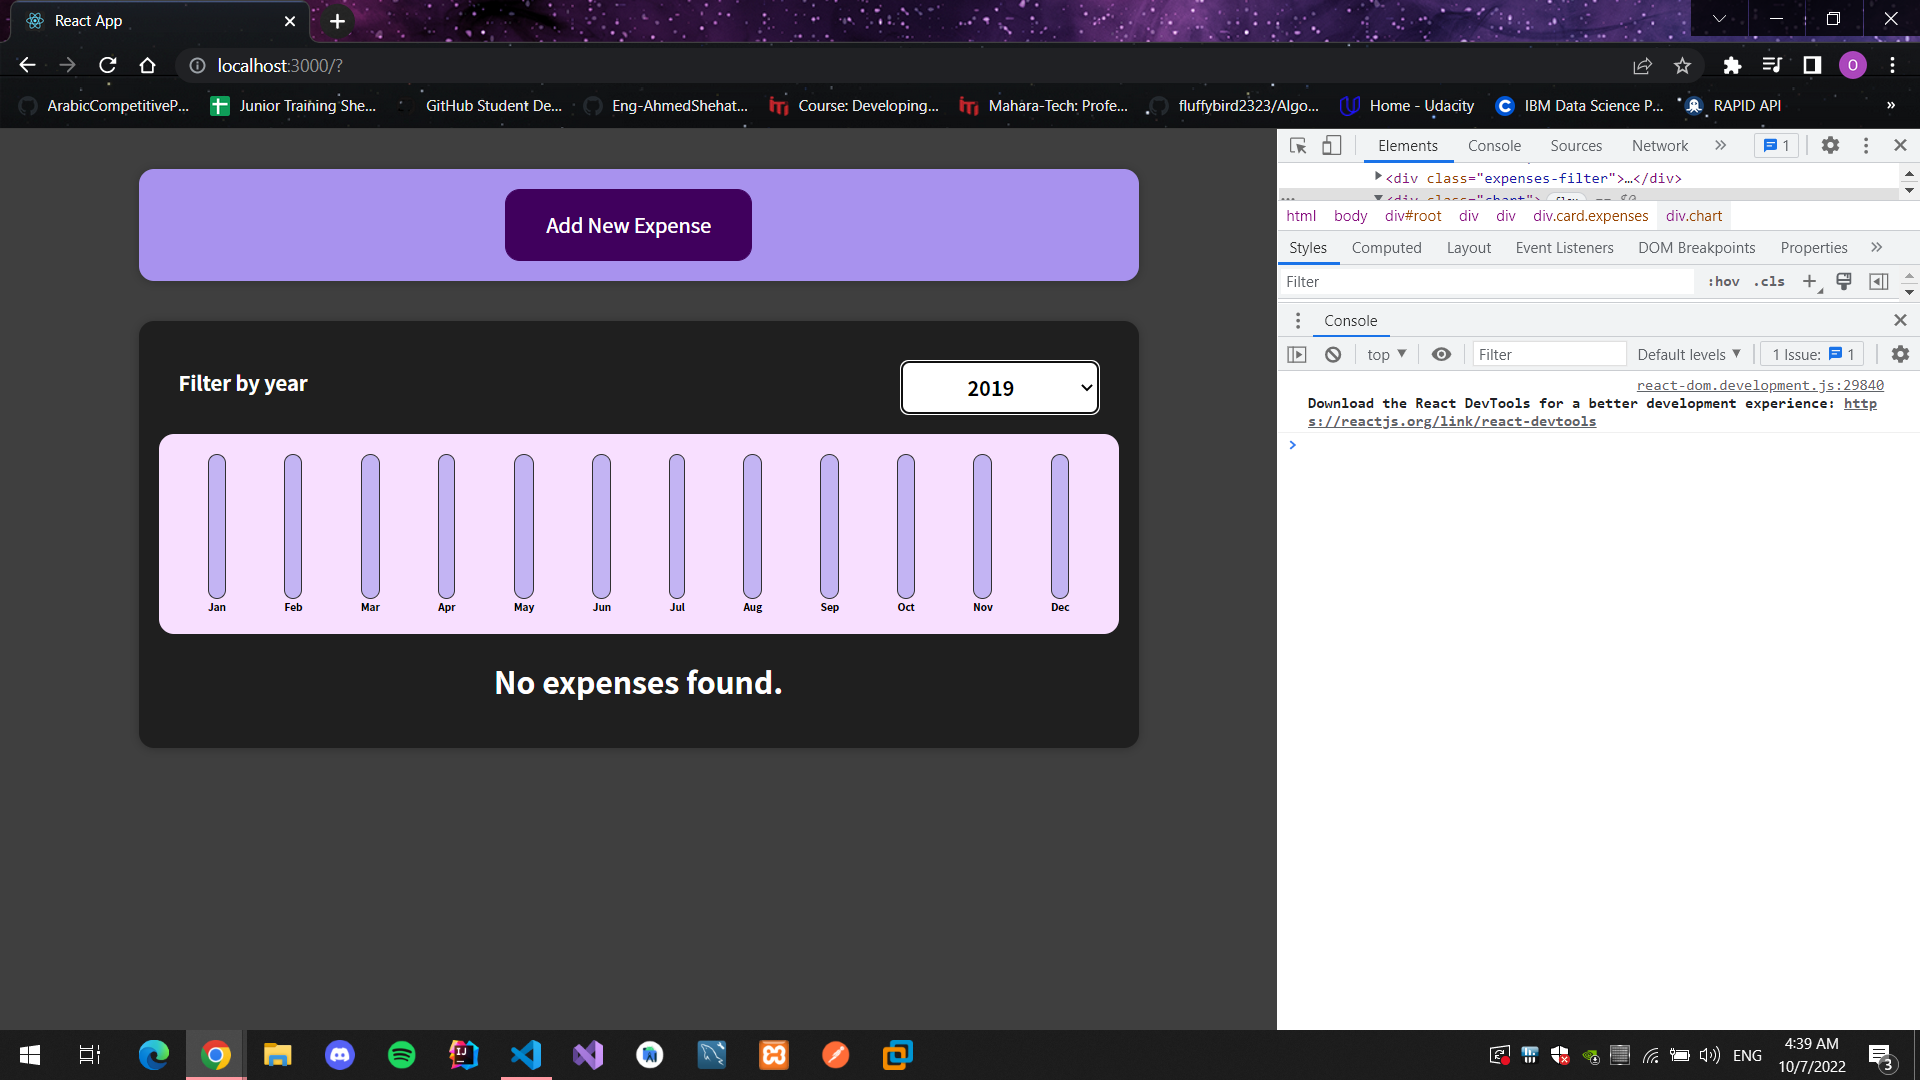 React App
localhost:3000/?
O
ArabicCompetitiveP...
Junior Training She...
GitHub Student De...
Eng-AhmedShehat...
Course: Developing...
Mahara-Tech: Profe...
fluffybird2323/Algo...
Home - Udacity
IBM Data Science P...
RAPID API
»
Add New Expense
Filter by year
2019
Jan Feb Mar Apr May Jun Jul Aug Sep Oct Nov Dec
No expenses found.
Elements Console Sources Network » 1
<div class="expenses-filter">…</div>
html body div#root div div div.card.expenses div.chart
Styles Computed Layout Event Listeners DOM Breakpoints Properties »
Filter :hov .cls
Console
top Filter Default levels 1 Issue: 1
react-dom.development.js:29840
Download the React DevTools for a better development experience: http
s://reactjs.org/link/react-devtools
>
ENG
4:39 AM
10/7/2022
3